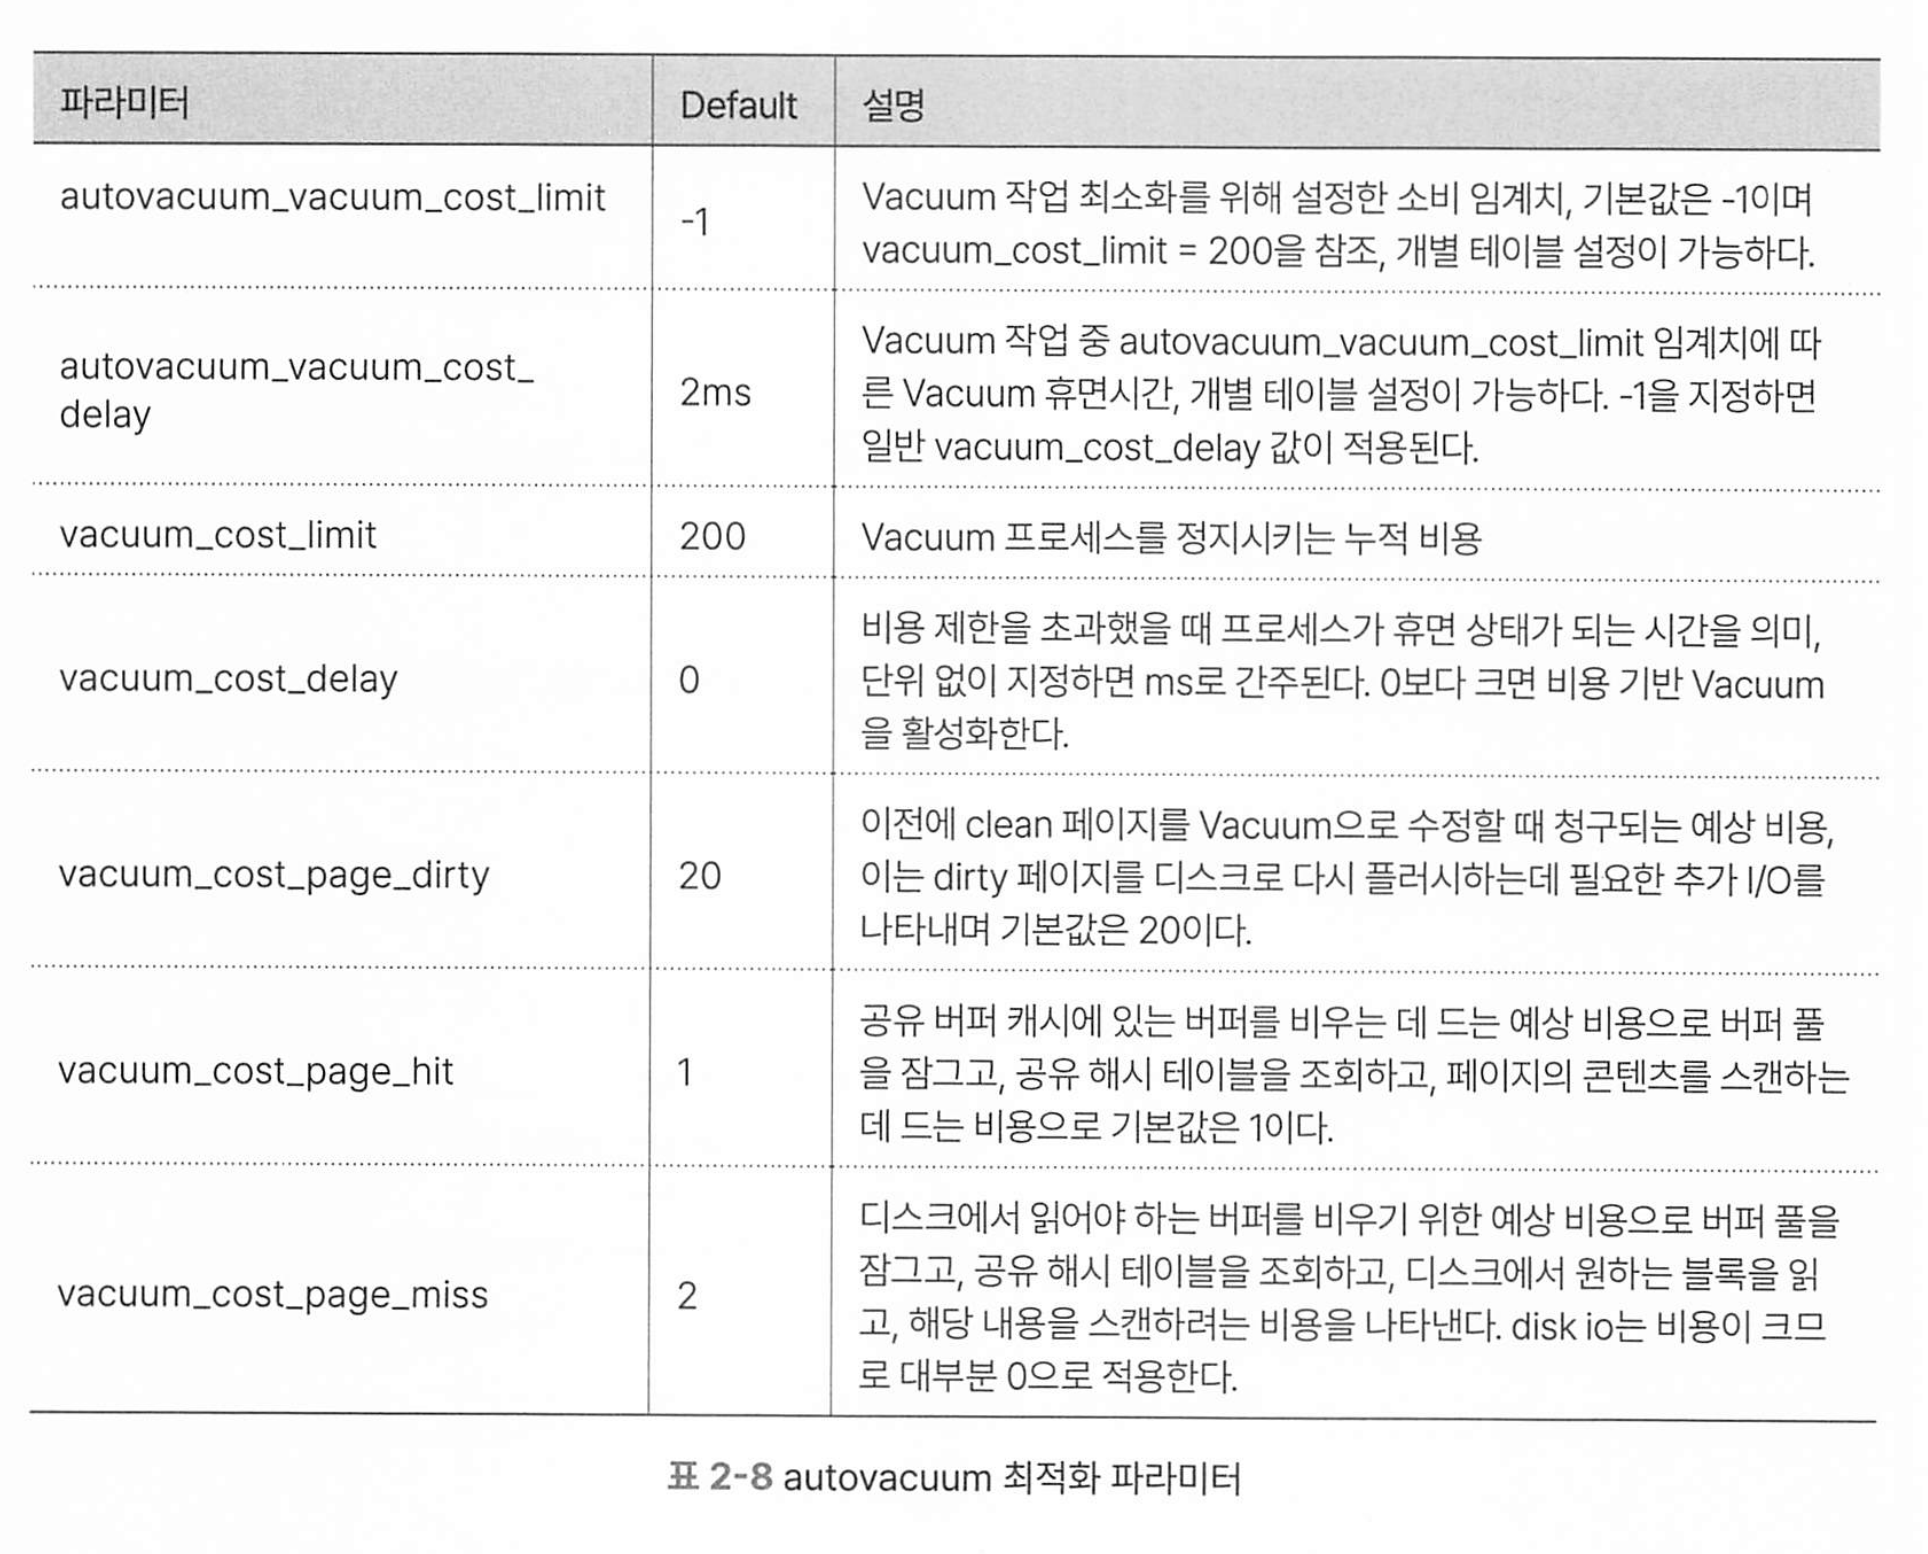 파라미터 Default 설명
autovacuum_vacuum_cost_limit -1 Vacuum 작업 최소화를 위해 설정한 소비 임계치, 기본값은 -1이며
vacuum_cost_limit = 200을 참조, 개별 테이블 설정이 가능하다.
autovacuum_vacuum_cost_
delay
2ms
Vacuum 작업 중 autovacuum_vacuum_cost_limit 임계치에 따
른 Vacuum 휴면시간, 개별 테이블 설정이 가능하다. -1을 지정하면
일반 vacuum_cost_delay 값이 적용된다.
vacuum_cost_limit 200 Vacuum 프로세스를 정지시키는 누적 비용
vacuum_cost_delay
0
비용 제한을 초과했을 때 프로세스가 휴면 상태가 되는 시간을 의미,
단위 없이 지정하면 ms로 간주된다. 0보다 크면 비용 기반 Vacuum
을 활성화한다.
vacuum_cost_page_dirty
20
이전에 clean 페이지를 Vacuum으로 수정할 때 청구되는 예상 비용,
이는 dirty 페이지를 디스크로 다시 플러시하는데 필요한 추가 I/O를
나타내며 기본값은 20이다.
vacuum_cost_page_hit
1
공유 버퍼 캐시에 있는 버퍼를 비우는 데 드는 예상 비용으로 버퍼 풀
을 잠그고, 공유 해시 테이블을 조회하고, 페이지의 콘텐츠를 스캔하는
데 드는 비용으로 기본값은 1이다.
vacuum_cost_page_miss
2
디스크에서 읽어야 하는 버퍼를 비우기 위한 예상 비용으로 버퍼 풀을
잠그고, 공유 해시 테이블을 조회하고, 디스크에서 원하는 블록을 읽
고, 해당 내용을 스캔하려는 비용을 나타낸다. disk io는 비용이 크므
로 대부분 0으로 적용한다.
표 2-8 autovacuum 최적화 파라미터